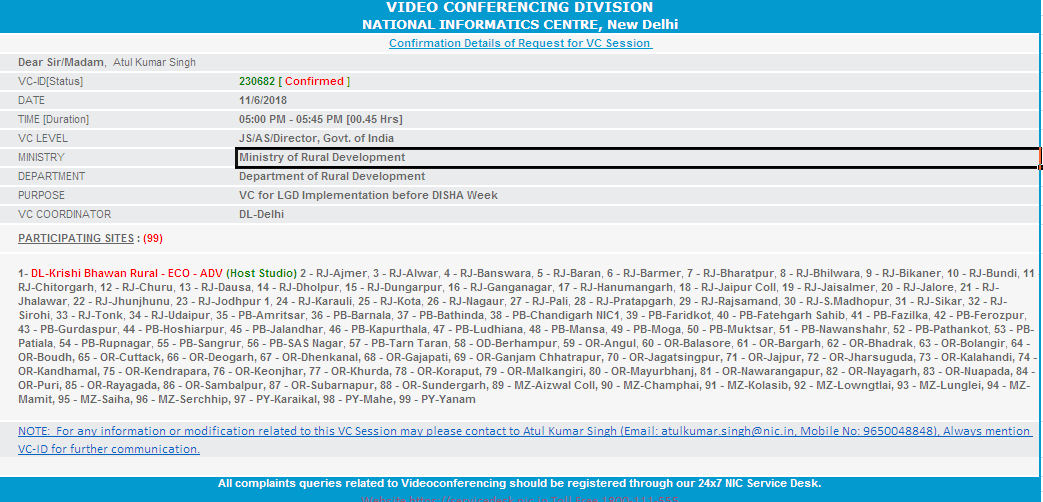 VIDEO CONFERENCING DIVISION
NATIONAL INFORMATICS CENTRE, New Delhi
Confirmation Details of Request for VC Session
Dear Sir/Madam, Atul Kumar Singh
VC-ID[Status] 230682 [ Confirmed ]
DATE 11/6/2018
TIME [Duration] 05:00 PM - 05:45 PM [00.45 Hrs]
VC LEVEL JS/AS/Director, Govt. of India
MINISTRY Ministry of Rural Development
DEPARTMENT Department of Rural Development
PURPOSE VC for LGD Implementation before DISHA Week
VC COORDINATOR DL-Delhi
PARTICIPATING SITES : (99)
1- DL-Krishi Bhawan Rural - ECO - ADV (Host Studio) 2 - RJ-Ajmer, 3 - RJ-Alwar, 4 - RJ-Banswara, 5 - RJ-Baran, 6 - RJ-Barmer, 7 - RJ-Bharatpur, 8 - RJ-Bhilwara, 9 - RJ-Bikaner, 10 - RJ-Bundi, 11
RJ-Chitorgarh, 12 - RJ-Churu, 13 - RJ-Dausa, 14 - RJ-Dholpur, 15 - RJ-Dungarpur, 16 - RJ-Ganganagar, 17 - RJ-Hanumangarh, 18 - RJ-Jaipur Coll, 19 - RJ-Jaisalmer, 20 - RJ-Jalore, 21 - RJ-
Jhalawar, 22 - RJ-Jhunjhunu, 23 - RJ-Jodhpur 1, 24 - RJ-Karauli, 25 - RJ-Kota, 26 - RJ-Nagaur, 27 - RJ-Pali, 28 - RJ-Pratapgarh, 29 - RJ-Rajsamand, 30 - RJ-S.Madhopur, 31 - RJ-Sikar, 32 - RJ-
Sirohi, 33 - RJ-Tonk, 34 - RJ-Udaipur, 35 - PB-Amritsar, 36 - PB-Barnala, 37 - PB-Bathinda, 38 - PB-Chandigarh NIC1, 39 - PB-Faridkot, 40 - PB-Fatehgarh Sahib, 41 - PB-Fazilka, 42 - PB-Ferozpur,
43 - PB-Gurdaspur, 44 - PB-Hoshiarpur, 45 - PB-Jalandhar, 46 - PB-Kapurthala, 47 - PB-Ludhiana, 48 - PB-Mansa, 49 - PB-Moga, 50 - PB-Muktsar, 51 - PB-Nawanshahr, 52 - PB-Pathankot, 53 - PB-
Patiala, 54 - PB-Rupnagar, 55 - PB-Sangrur, 56 - PB-SAS Nagar, 57 - PB-Tarn Taran, 58 - OD-Berhampur, 59 - OR-Angul, 60 - OR-Balasore, 61 - OR-Bargarh, 62 - OR-Bhadrak, 63 - OR-Bolangir, 64 -
OR-Boudh, 65 - OR-Cuttack, 66 - OR-Deogarh, 67 - OR-Dhenkanal, 68 - OR-Gajapati, 69 - OR-Ganjam Chhatrapur, 70 - OR-Jagatsingpur, 71 - OR-Jajpur, 72 - OR-Jharsuguda, 73 - OR-Kalahandi, 74 -
OR-Kandhamal, 75 - OR-Kendrapara, 76 - OR-Keonjhar, 77 - OR-Khurda, 78 - OR-Koraput, 79 - OR-Malkangiri, 80 - OR-Mayurbhanj, 81 - OR-Nawarangapur, 82 - OR-Nayagarh, 83 - OR-Nuapada, 84 -
OR-Puri, 85 - OR-Rayagada, 86 - OR-Sambalpur, 87 - OR-Subarnapur, 88 - OR-Sundergarh, 89 - MZ-Aizwal Coll, 90 - MZ-Champhai, 91 - MZ-Kolasib, 92 - MZ-Lowngtlai, 93 - MZ-Lunglei, 94 - MZ-
Mamit, 95 - MZ-Saiha, 96 - MZ-Serchhip, 97 - PY-Karaikal, 98 - PY-Mahe, 99 - PY-Yanam
NOTE: For any information or modification related to this VC Session may please contact to Atul Kumar Singh (Email: atulkumar.singh@nic.in, Mobile No: 9650048848), Always mention
VC-ID for further communication.
All complaints queries related to Videoconferencing should be registered through our 24x7 NIC Service Desk.